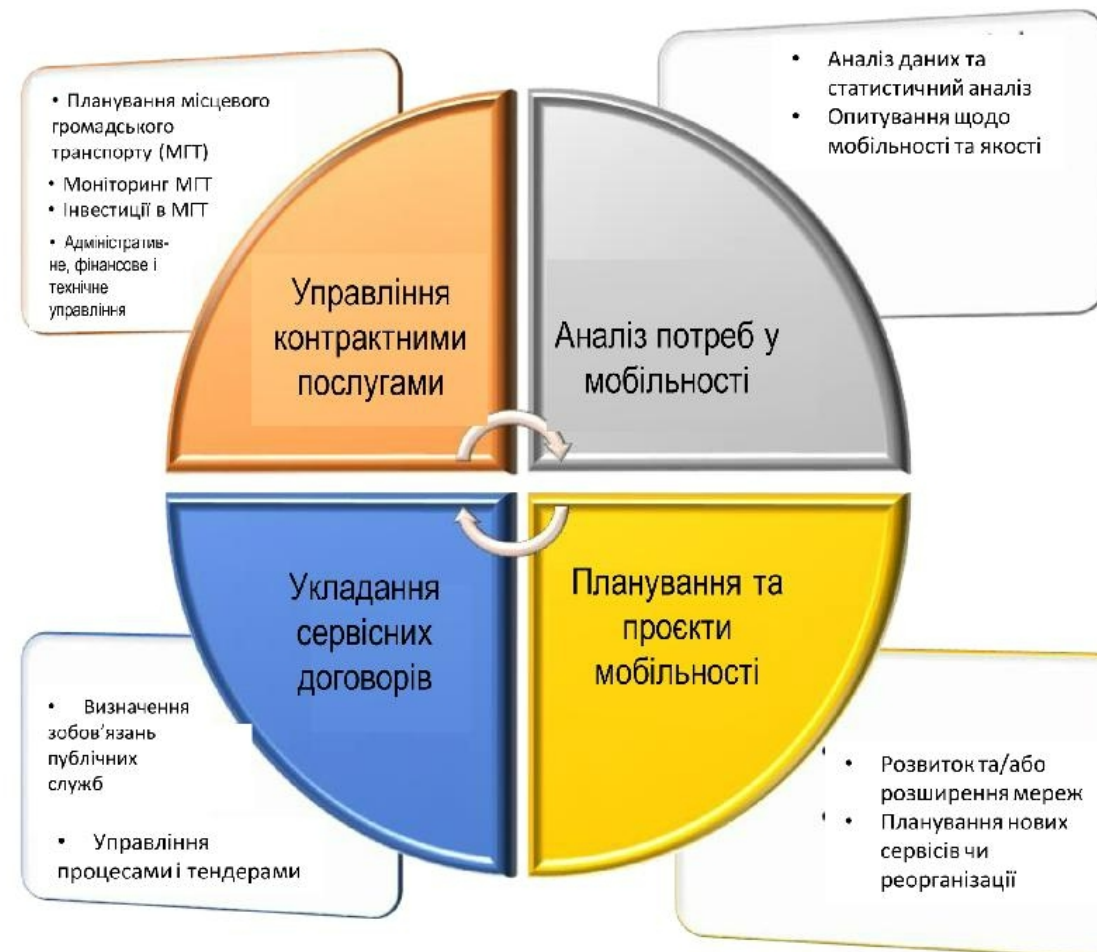 • Планування місцевого
громадського
транспорту (МГТ)
• Моніторинг МГТ
• Інвестиції в МГТ
• Адміністратив-
не, фінансове і
технічне
управління
• Аналіз даних та
статистичний аналіз
• Опитування щодо
мобільності та якості
Управління
контрактними
послугами
Аналіз потреб у
мобільності
Укладання
сервісних
договорів
Планування та
проєкти
мобільності
• Визначення
зобов’язань
публічних
служб
• Управління
процесами і тендерами
• Розвиток та/або
розширення мереж
• Планування нових
сервісів чи
реорганізації